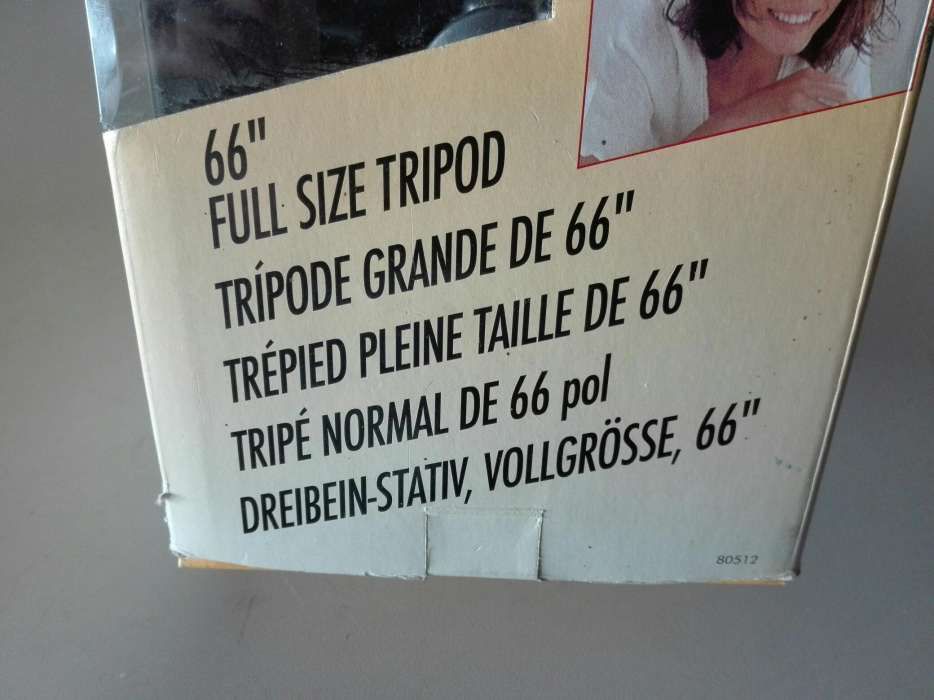 66"
FULL SIZE TRIPOD
TRÍPODE GRANDE DE 66"
TRÉPIED PLEINE TAILLE DE 66"
TRIPÉ NORMAL DE 66 pol
DREIBEIN-STATIV, VOLLGRÖSSE, 66"
80512